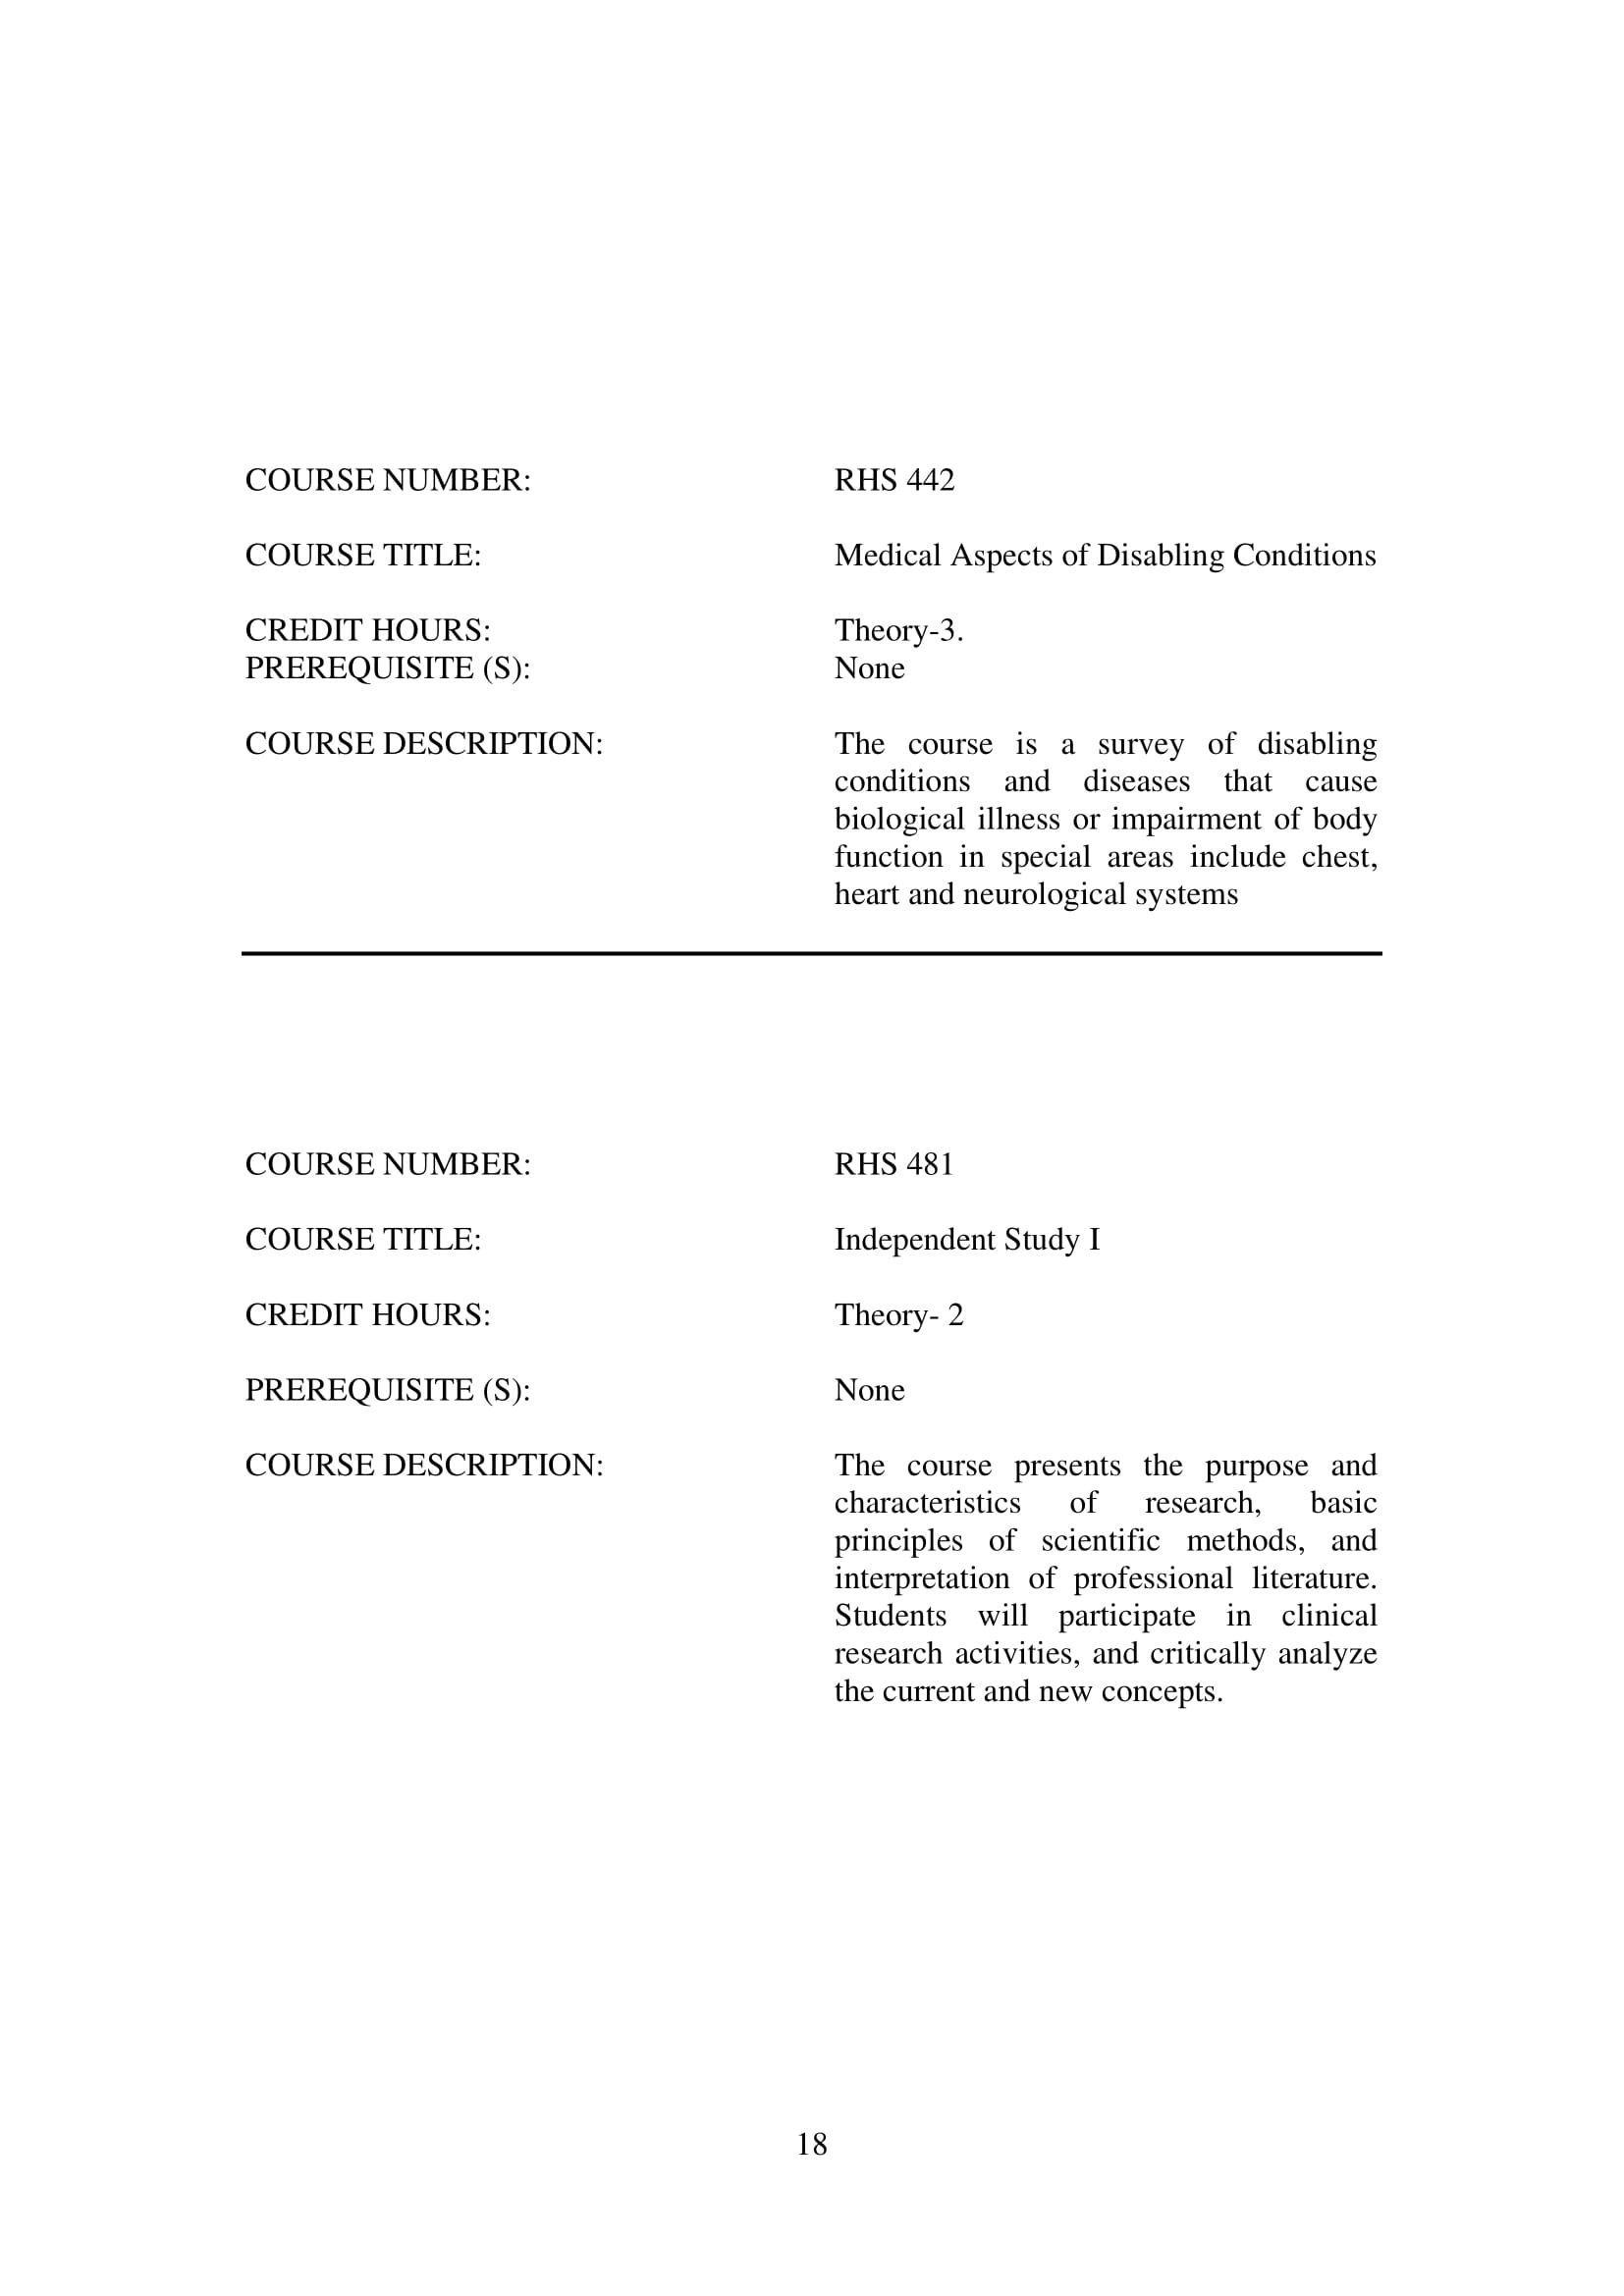 COURSE NUMBER: RHS 442
COURSE TITLE: Medical Aspects of Disabling Conditions
CREDIT HOURS: Theory-3.
PREREQUISITE (S): None
COURSE DESCRIPTION: The course is a survey of disabling
conditions and diseases that cause
biological illness or impairment of body
function in special areas include chest,
heart and neurological systems
COURSE NUMBER: RHS 481
COURSE TITLE: Independent Study I
CREDIT HOURS: Theory- 2
PREREQUISITE (S): None
COURSE DESCRIPTION: The course presents the purpose and
characteristics of research, basic
principles of scientific methods, and
interpretation of professional literature.
Students will participate in clinical
research activities, and critically analyze
the current and new concepts.
18